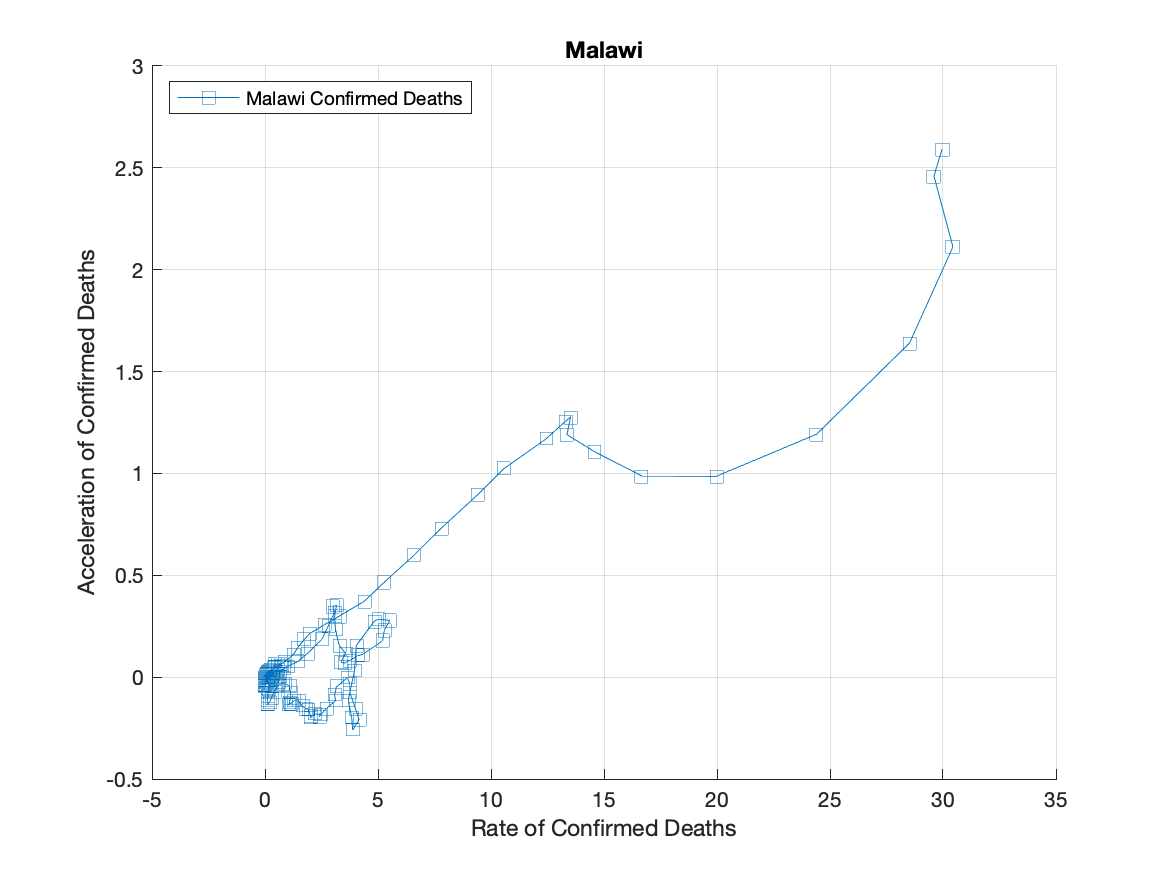 Malawi
Malawi Confirmed Deaths
3
2.5
2
1.5
1
0.5
0
-0.5
-5 0 5 10 15 20 25 30 35
Acceleration of Confirmed Deaths
Rate of Confirmed Deaths